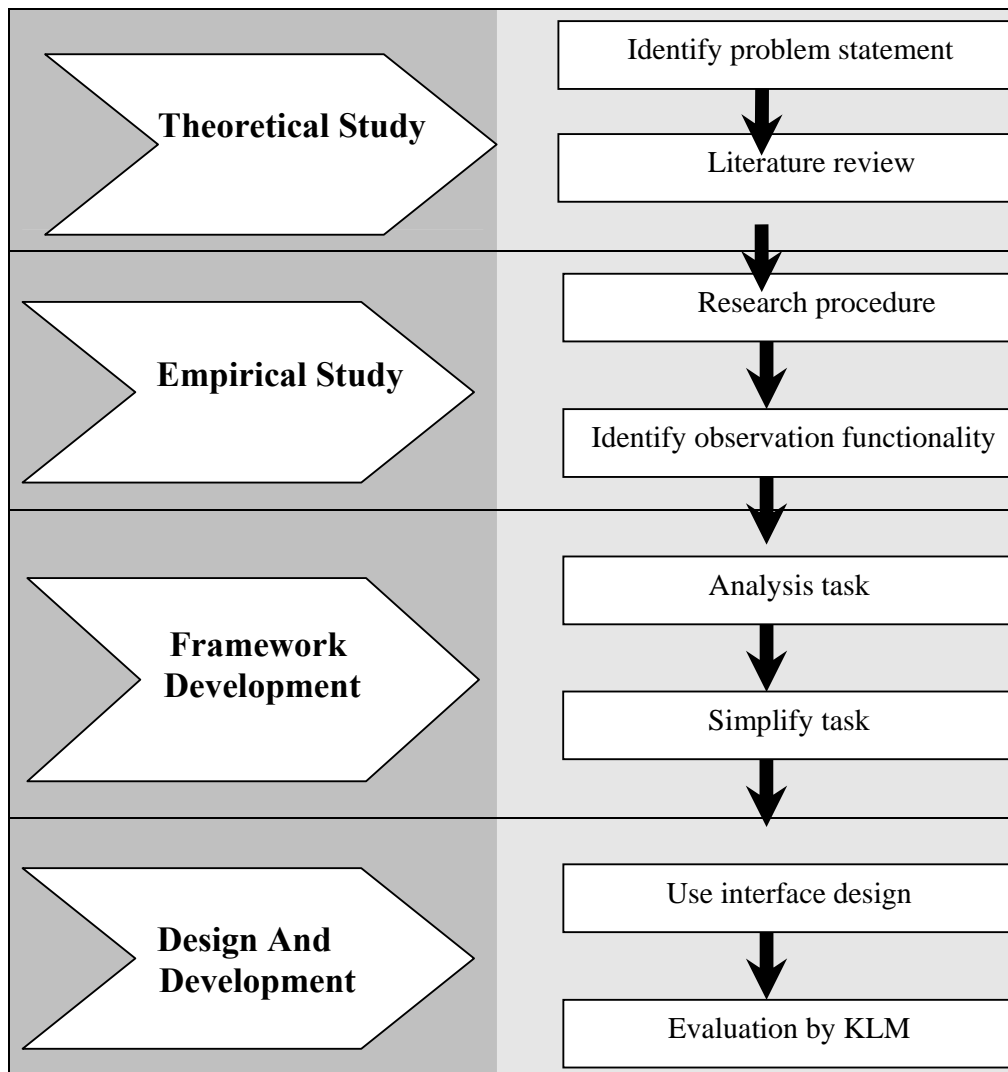 Identify problem statement
Theoretical Study
Literature review
Research procedure
Empirical Study
Identify observation functionality
Analysis task
Framework
Development
Simplify task
Use interface design
Design And
Development
Evaluation by KLM